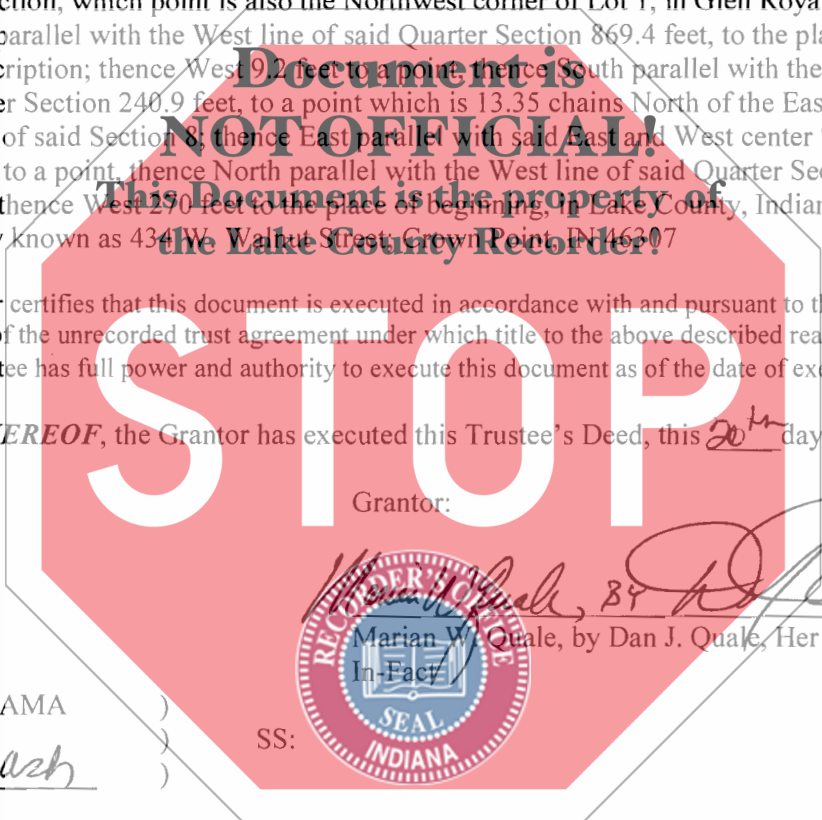 ction, which point is also the Northwest corner of Lot 1, in Glen Roya
parallel with the West line of said Quarter Section 869.4 feet, to the pla
cription; thence West 9.2 feet to a point, thence South parallel with the
er Section 240.9 feet, to a point which is 13.35 chains North of the Eas
of said Section 8; thence East parallel with said East and West center
to a point, thence North parallel with the West line of said Quarter Sec
thence West 270 feet to the place of beginning, in Lake County, Indian
known as 434 W. Walnut Street, Crown Point, IN 46307
Document is
NOT OFFICIAL!
This Document is the property of
the Lake County Recorder!
certifies that this document is executed in accordance with and pursuant to th
of the unrecorded trust agreement under which title to the above described rea
tee has full power and authority to execute this document as of the date of exe
STOP
EREOF, the Grantor has executed this Trustee's Deed, this 20th day
Grantor:
Marian W. Quale, BY
Marian W. Quale, by Dan J. Quale, Her
In-Fact
RECORDER'S OFFICE
SEAL
INDIANA
AMA )
) SS:
ash )